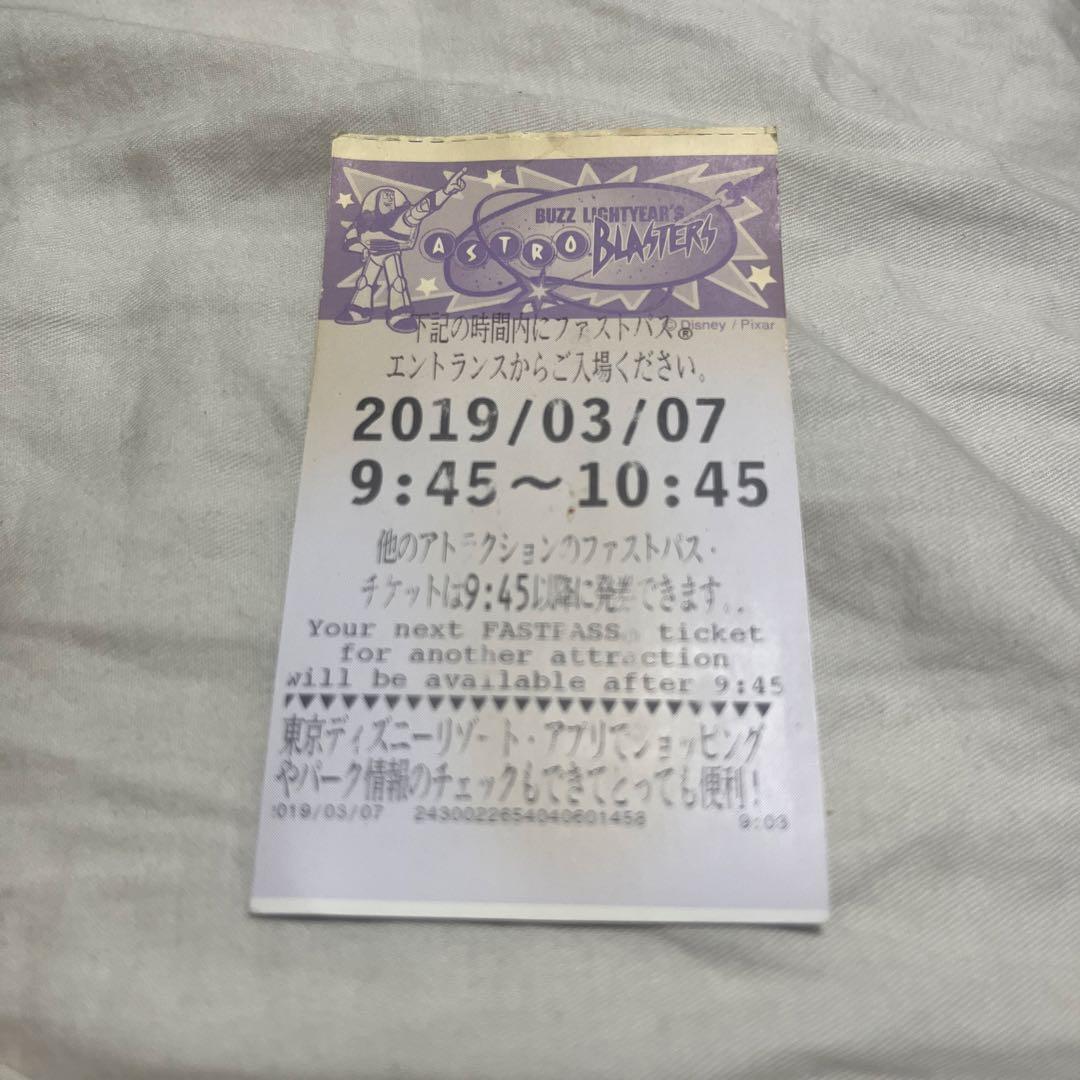 BUZZ LIGHTYEAR'S
ASTRO BLASTERS
© Disney / Pixar
下記の時間内にファストパス®
エントランスからご入場ください。
2019/03/07
9:45～10:45
他のアトラクションのファストパス・
チケットは9:45以降に発券できます。
Your next FASTPASS® ticket
for another attraction
will be available after 9:45
東京ディズニーリゾート・アプリでショッピング
やパーク情報のチェックもできてとっても便利！
2019/03/07 2430022654040601458 9:03